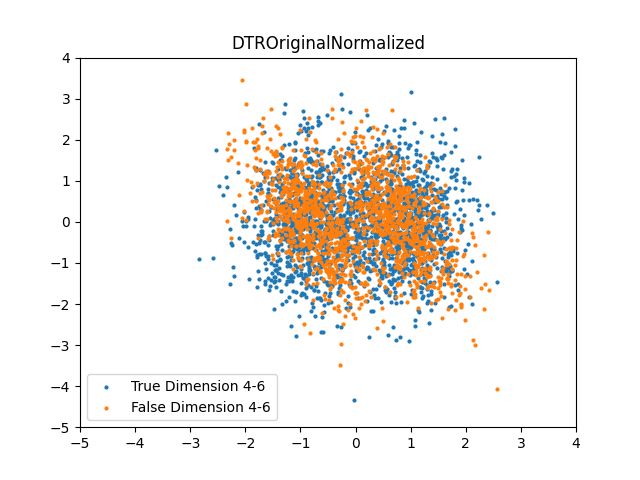 DTROriginalNormalized
4
3
2
1
0
−1
−2
−3
−4
−5
True Dimension 4-6
False Dimension 4-6
−5 −4 −3 −2 −1 0 1 2 3 4